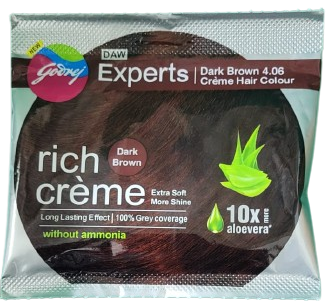 NEW
Godrej
DAW
Experts
Dark Brown 4.06
Crème Hair Colour
Dark
Brown
rich
crème
Extra Soft
More Shine
Long Lasting Effect | 100% Grey coverage
without ammonia
10x more
aloevera*